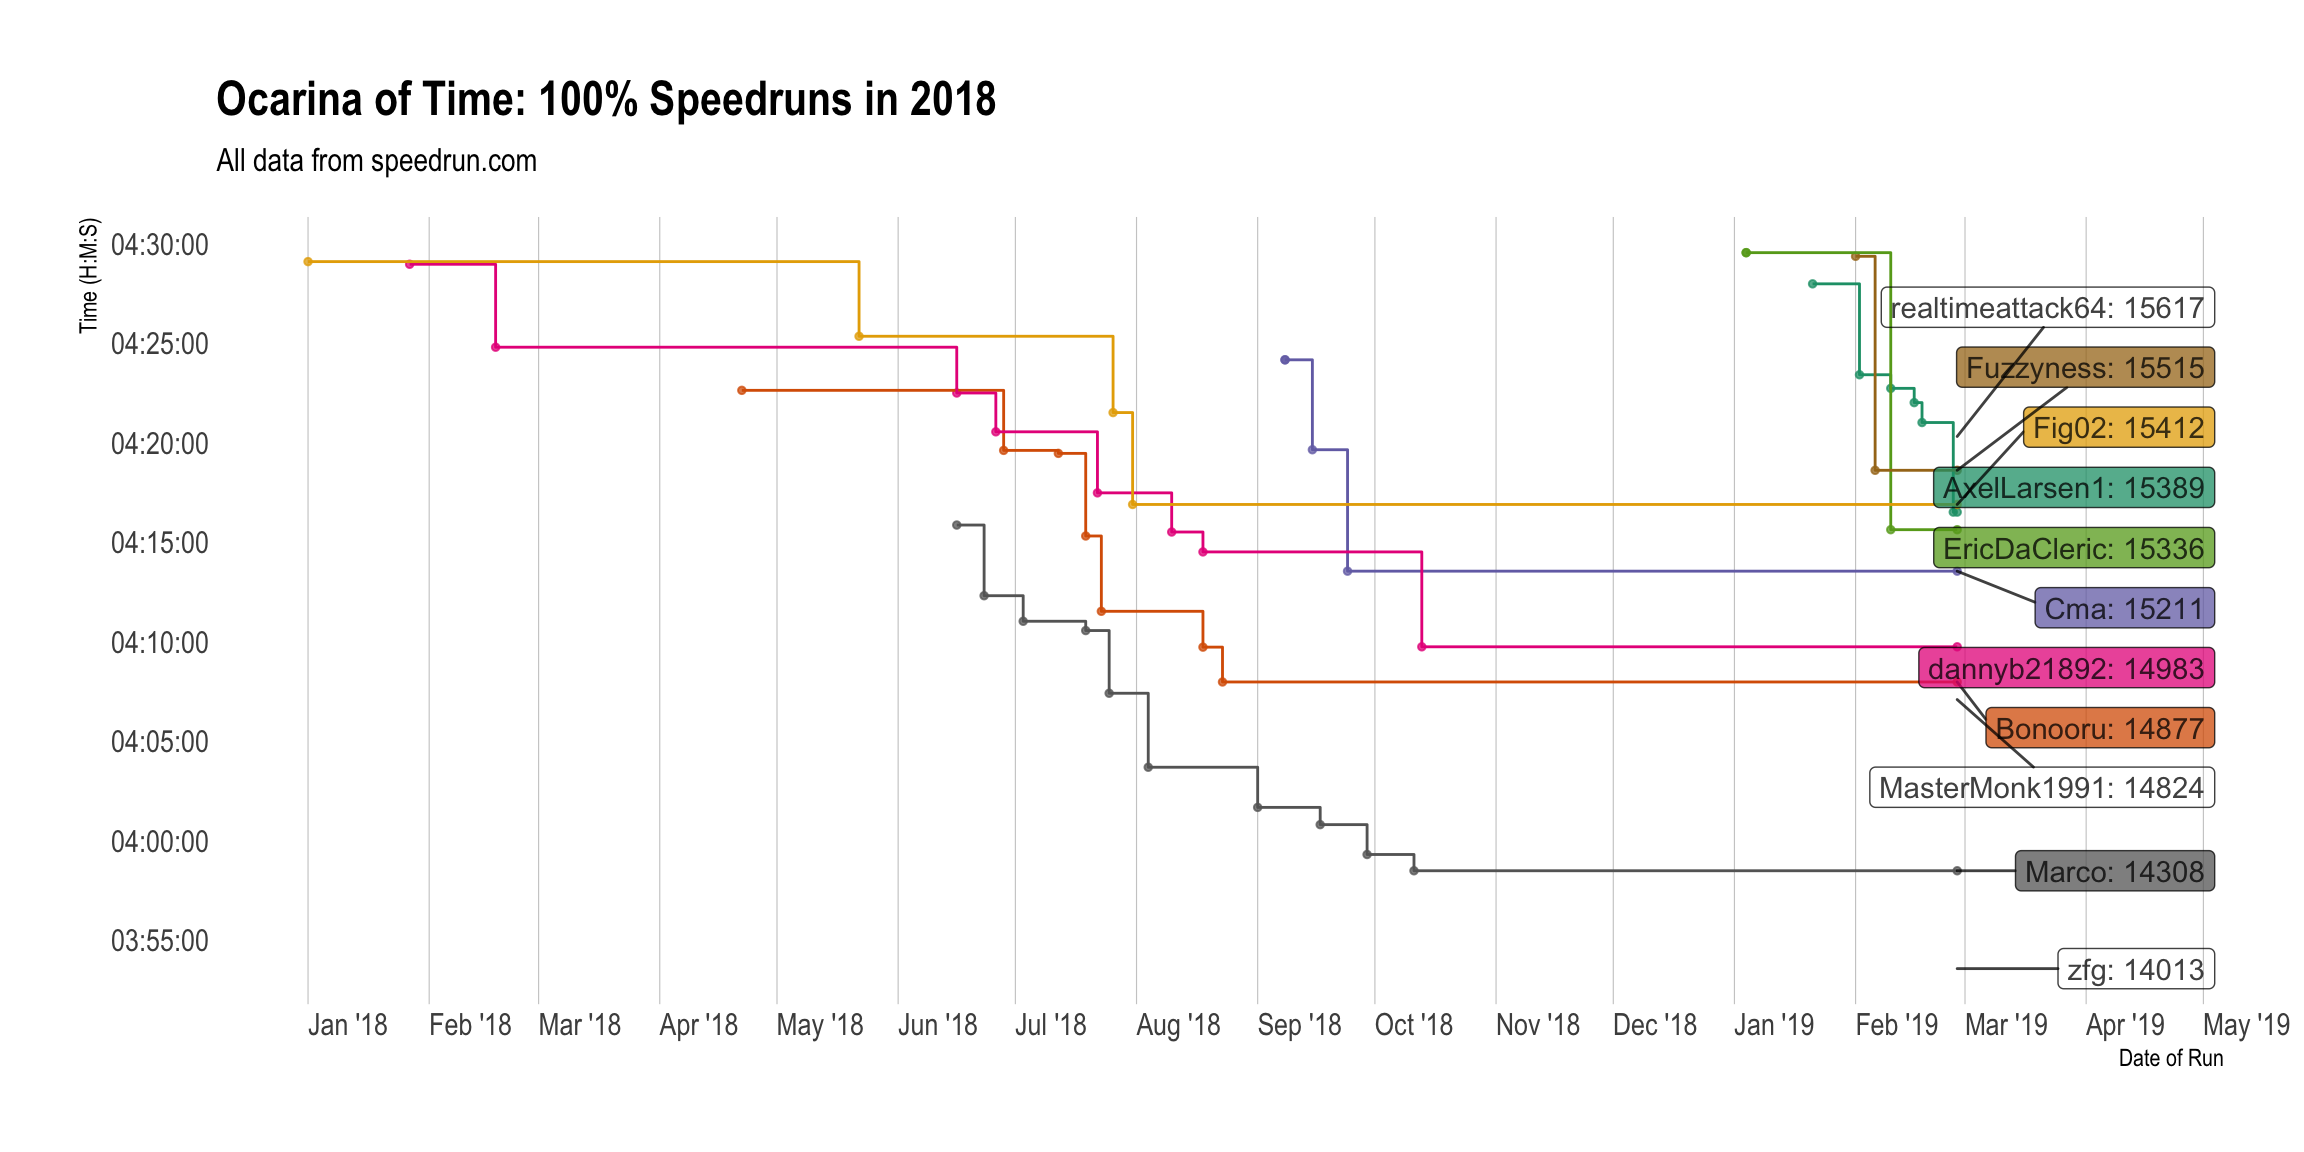 Ocarina of Time: 100% Speedruns in 2018
All data from speedrun.com
Time (H:M:S)
04:30:00
04:25:00
04:20:00
04:15:00
04:10:00
04:05:00
04:00:00
03:55:00
realtimeattack64: 15617
Fuzzyness: 15515
Fig02: 15412
AxelLarsen1: 15389
EricDaCleric: 15336
Cma: 15211
dannyb21892: 14983
Bonooru: 14877
MasterMonk1991: 14824
Marco: 14308
zfg: 14013
Jan '18 Feb '18 Mar '18 Apr '18 May '18 Jun '18 Jul '18 Aug '18 Sep '18 Oct '18 Nov '18 Dec '18 Jan '19 Feb '19 Mar '19 Apr '19 May '19
Date of Run